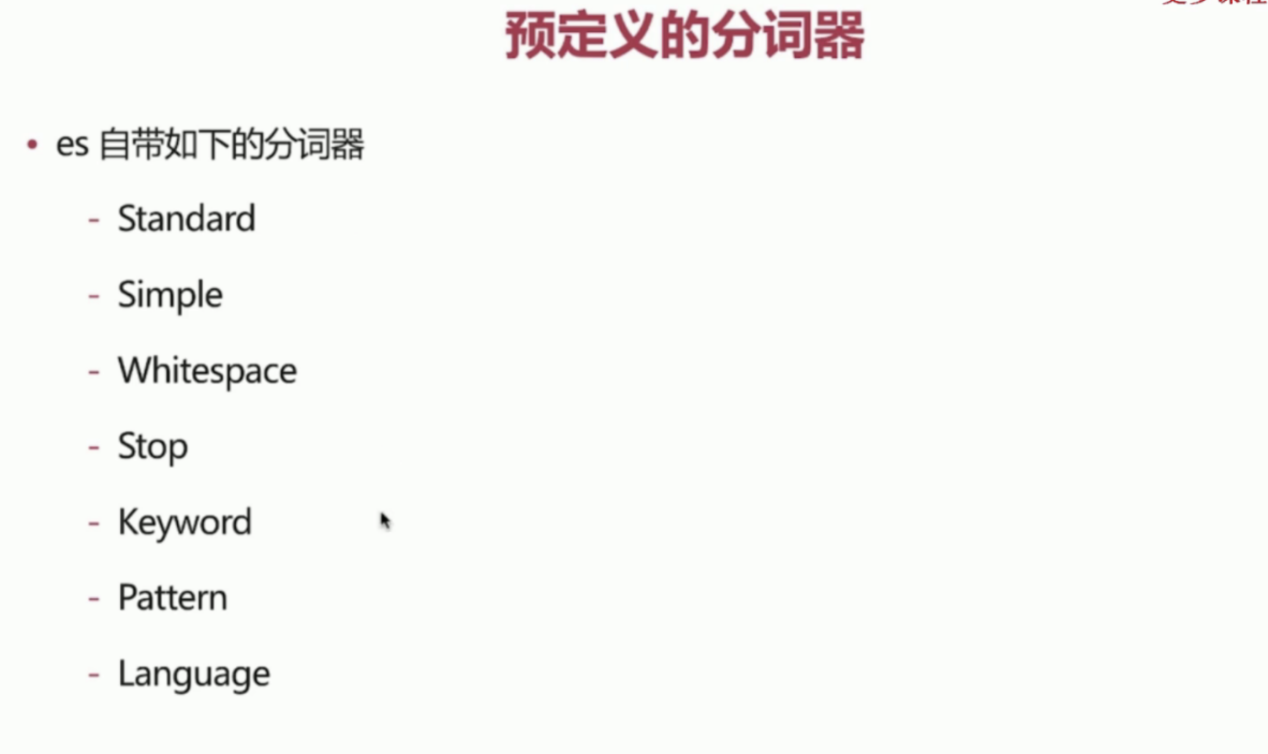 预定义的分词器
• es 自带如下的分词器
- Standard
- Simple
- Whitespace
- Stop
- Keyword
- Pattern
- Language